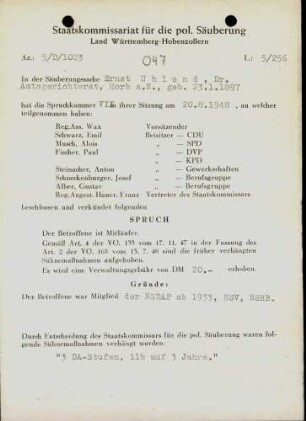 Staatskommissariat für die pol. Säuberung
Land Württemberg-Hohenzollern
Az.: 5/D/1023
047
L.: 5/256
In der Säuberungssache Ernst Uhland, Dr.
Amtsgerichtsrat, Horb a.N., geb. 23.1.1897
hat die Spruchkammer VII ihrer Sitzung am 20.8.1948, an welcher
teilgenommen haben:
Reg.Ass. Wax Vorsitzender
Schwarz, Emil Beisitzer — CDU
Musch, Alois „ — SPD
Fischer, Paul „ — DVP
„ — KPD
Steinacher, Anton „ — Gewerkschaften
Schneckenburger, Josef „ — Berufsgruppe
Alber, Gustav „ — Berufsgruppe
Reg.August. Hauer, Franz Vertreter des Staatskommissars
beschlossen und verkündet folgenden
SPRUCH
Der Betroffene ist Mitläufer.
Gemäß Art. 4 der VO. 133 vom 17. 11. 47 in der Fassung des
Art. 2 der VO. 165 vom 13. 7. 48 sind die früher verhängten
Sühnemaßnahmen aufgehoben.
Es wird eine Verwaltungsgebühr von DM 20.— erhoben.
Gründe:
Der Betroffene war Mitglied der NSDAP ab 1933, NSV, NSRB.
Durch Entscheidung des Staatskommissars für die pol. Säuberung waren fol-
gende Sühnemaßnahmen verhängt worden:
"3 DA-Stufen, 11b auf 3 Jahre."